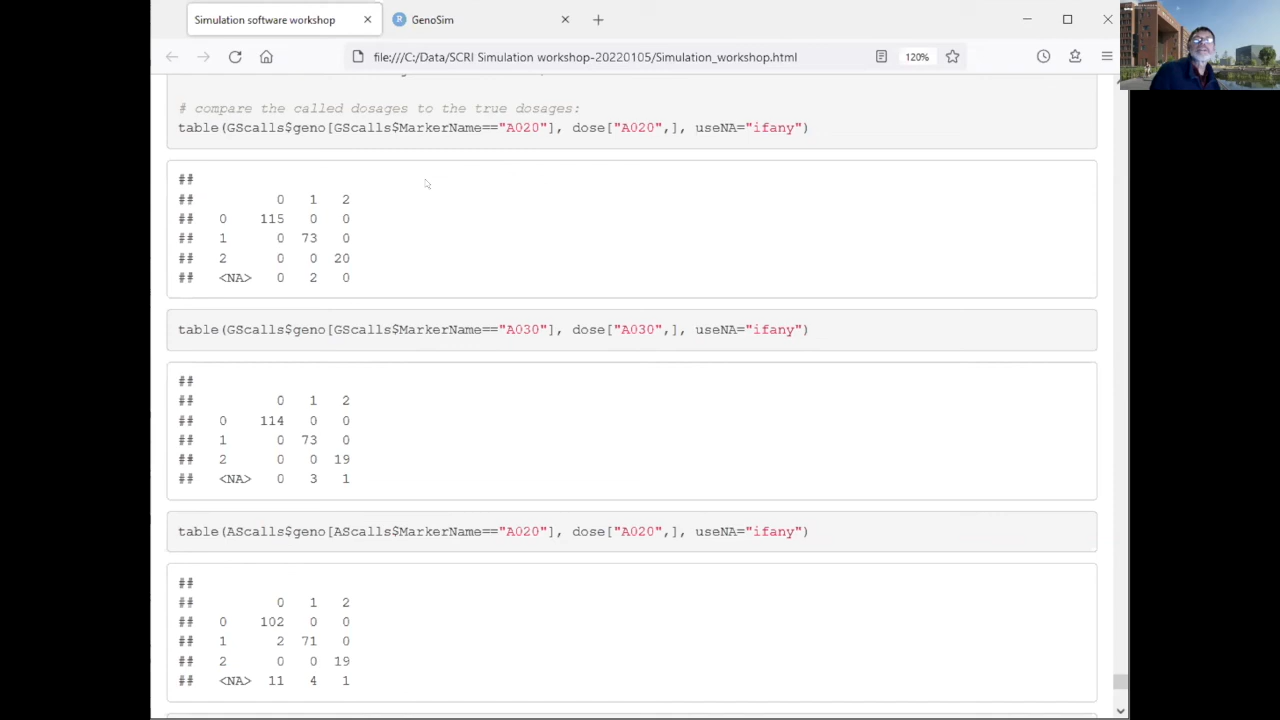 Simulation software workshop
GenoSim
file:///C:/Data/SCRI Simulation workshop-20220105/Simulation_workshop.html
120%
# compare the called dosages to the true dosages:
table(GScalls$geno[GScalls$MarkerName=="A020"], dose["A020",], useNA="ifany")
##
## 0 1 2
## 0 115 0 0
## 1 0 73 0
## 2 0 0 20
## <NA> 0 2 0
table(GScalls$geno[GScalls$MarkerName=="A030"], dose["A030",], useNA="ifany")
##
## 0 1 2
## 0 114 0 0
## 1 0 73 0
## 2 0 0 19
## <NA> 0 3 1
table(AScalls$geno[AScalls$MarkerName=="A020"], dose["A020",], useNA="ifany")
##
## 0 1 2
## 0 102 0 0
## 1 2 71 0
## 2 0 0 19
## <NA> 11 4 1